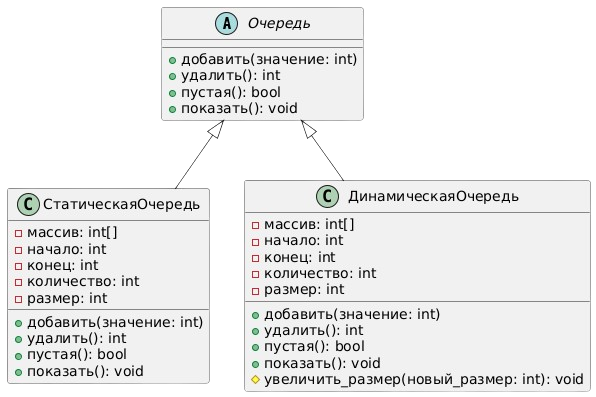 A Очередь
добавить(значение: int)
удалить(): int
пустая(): bool
показать(): void
C СтатическаяОчередь
массив: int[]
начало: int
конец: int
количество: int
размер: int
добавить(значение: int)
удалить(): int
пустая(): bool
показать(): void
C ДинамическаяОчередь
массив: int[]
начало: int
конец: int
количество: int
размер: int
добавить(значение: int)
удалить(): int
пустая(): bool
показать(): void
увеличить_размер(новый_размер: int): void